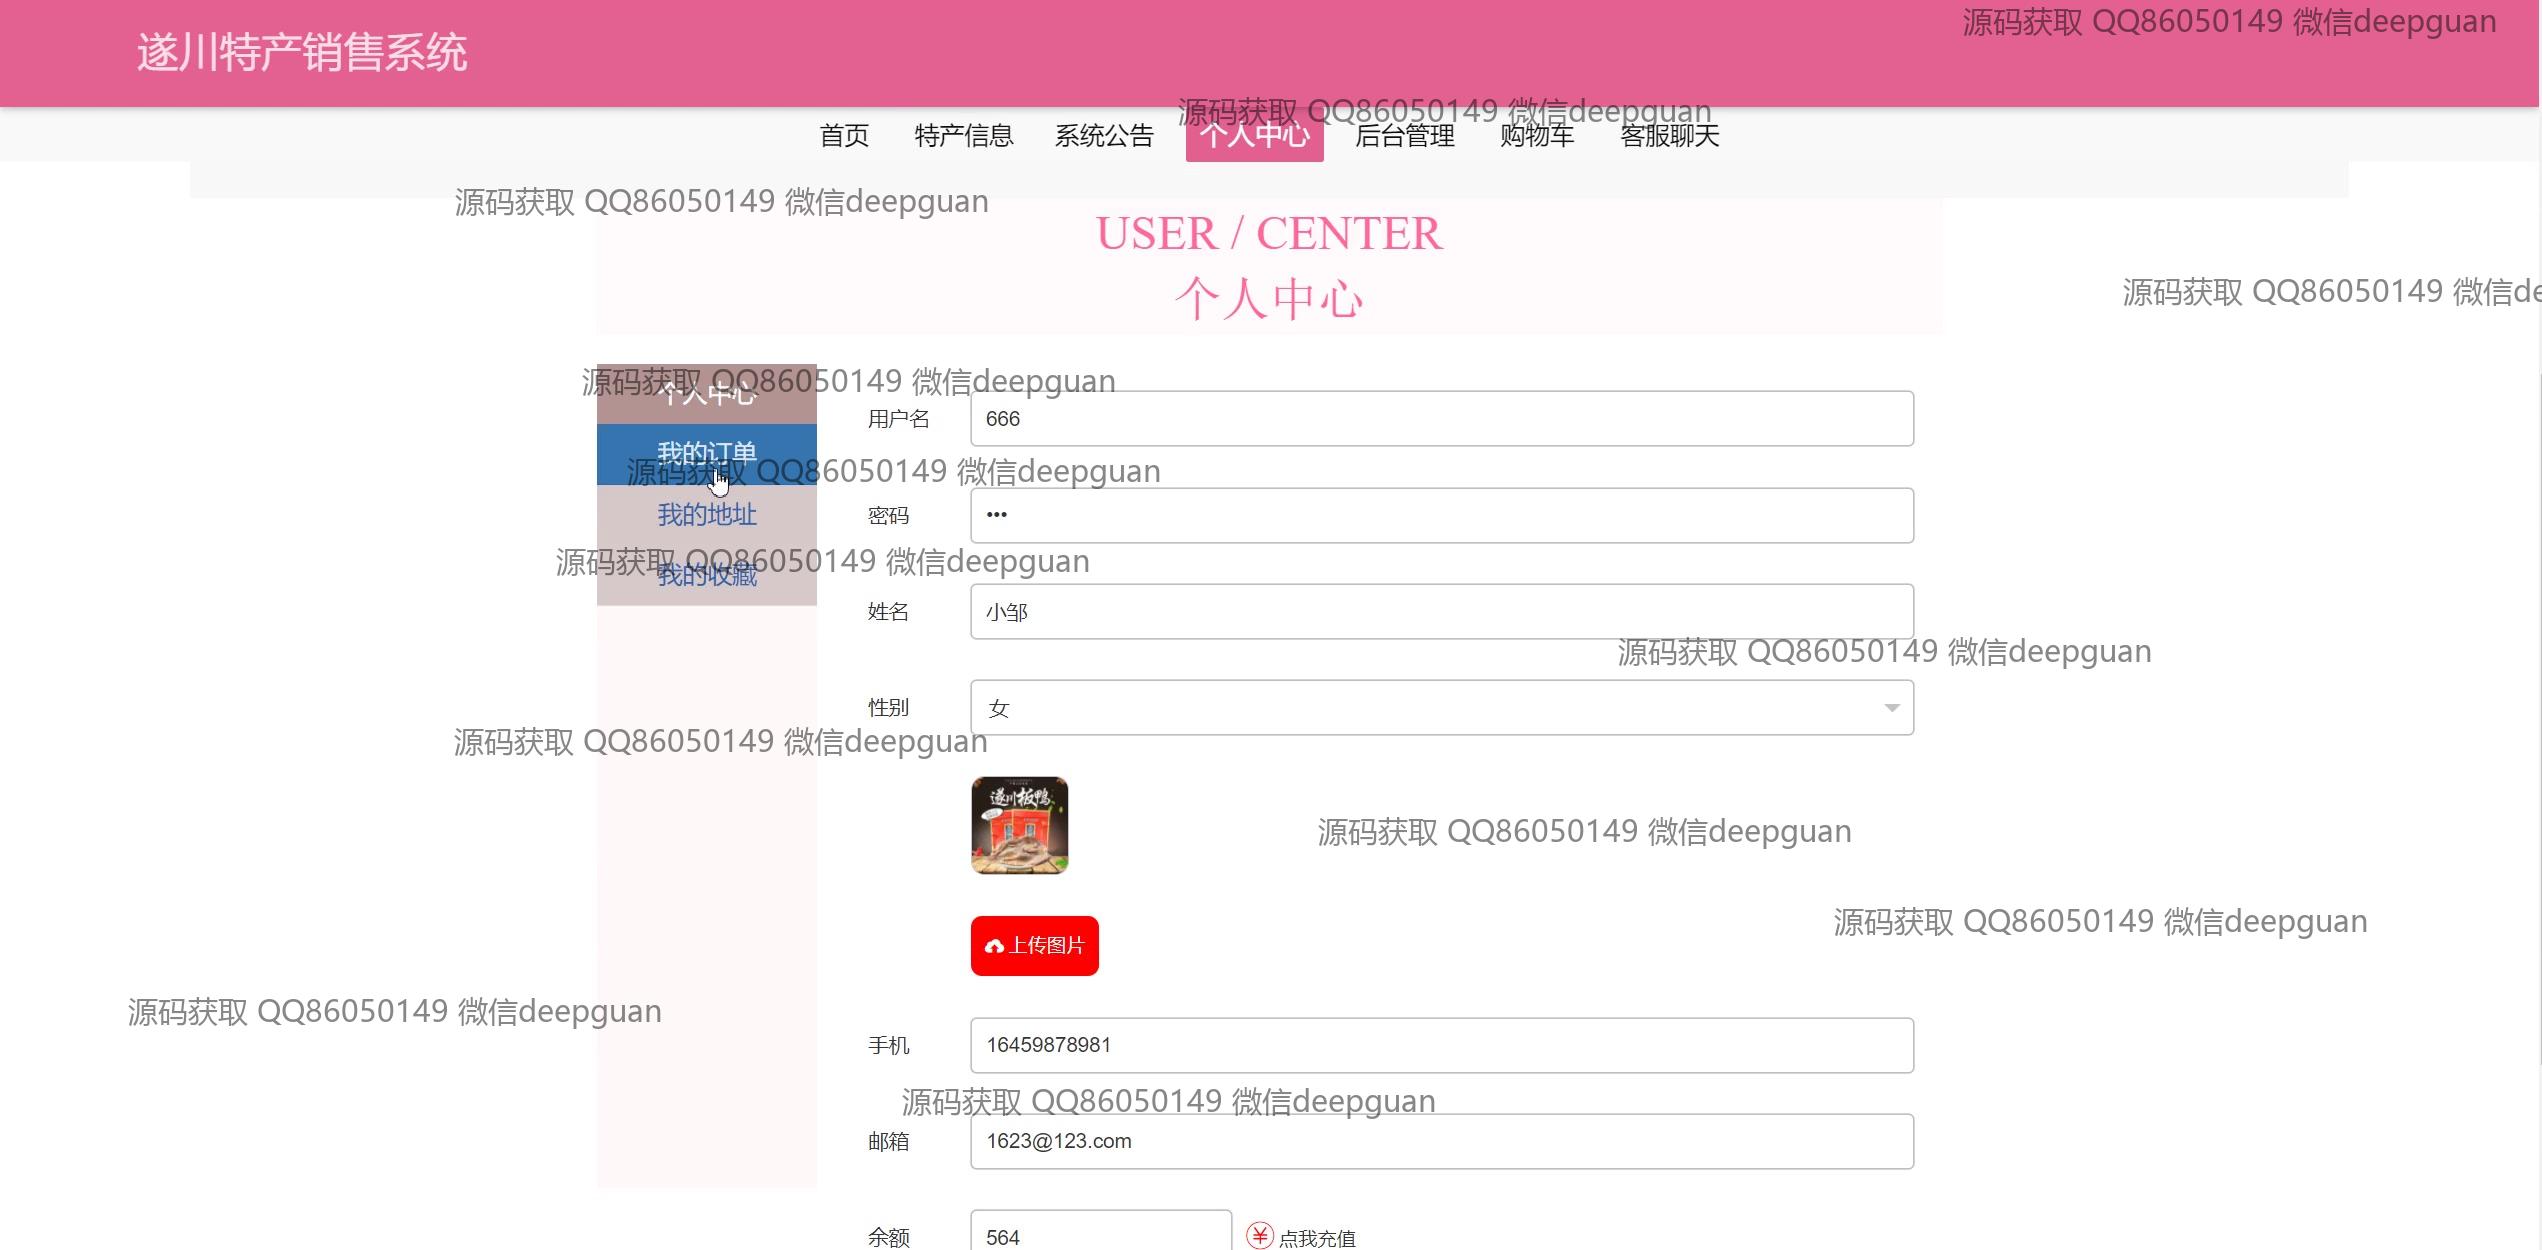 遂川特产销售系统
源码获取 QQ86050149 微信deepguan
源码获取 QQ86050149 微信deepguan
首页 特产信息 系统公告 个人中心 后台管理 购物车 客服聊天
源码获取 QQ86050149 微信deepguan
USER / CENTER
个人中心
源码获取 QQ86050149 微信de
源码获取 QQ86050149 微信deepguan
个人中心
用户名 666
我的订单
源码获取 QQ86050149 微信deepguan
我的地址
密码 •••
源码获取 QQ86050149 微信deepguan
我的收藏
姓名 小邹
源码获取 QQ86050149 微信deepguan
性别 女
源码获取 QQ86050149 微信deepguan
遂川板鸭
源码获取 QQ86050149 微信deepguan
源码获取 QQ86050149 微信deepguan
上传图片
源码获取 QQ86050149 微信deepguan
手机 16459878981
源码获取 QQ86050149 微信deepguan
邮箱 1623@123.com
余额 564 ¥ 点我充值